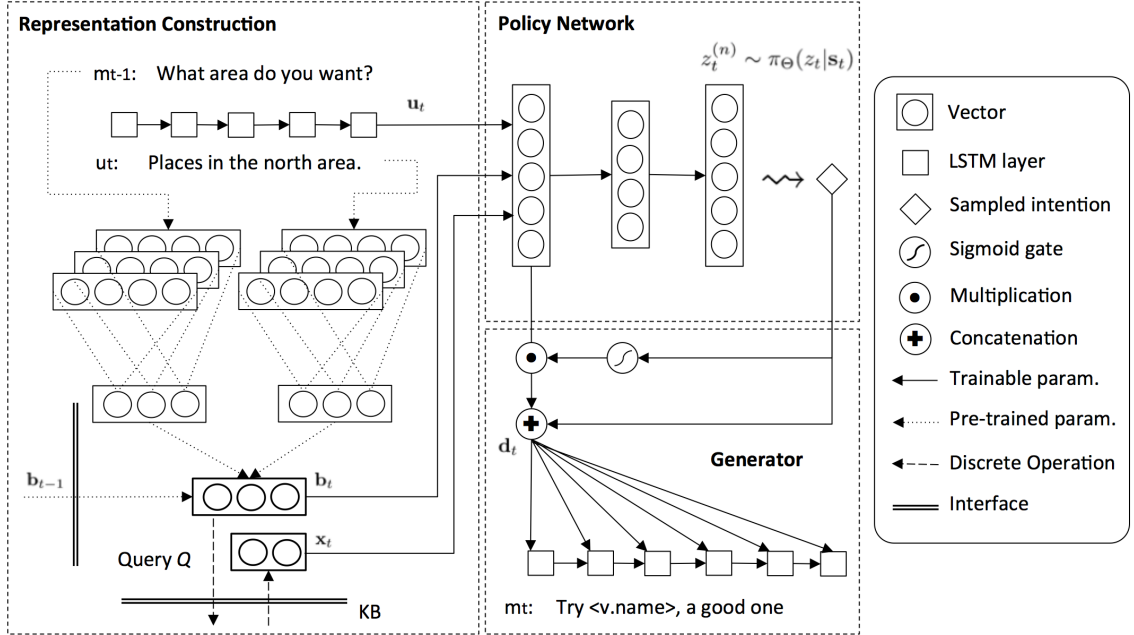 Representation Construction
mt-1: What area do you want?
u_t
ut: Places in the north area.
b_{t-1}
b_t
x_t
Query Q
KB
Policy Network
z_t^{(n)} ∼ π_Θ(z_t|s_t)
d_t
Generator
mt: Try <v.name>, a good one
Vector
LSTM layer
Sampled intention
Sigmoid gate
Multiplication
Concatenation
Trainable param.
Pre-trained param.
Discrete Operation
Interface